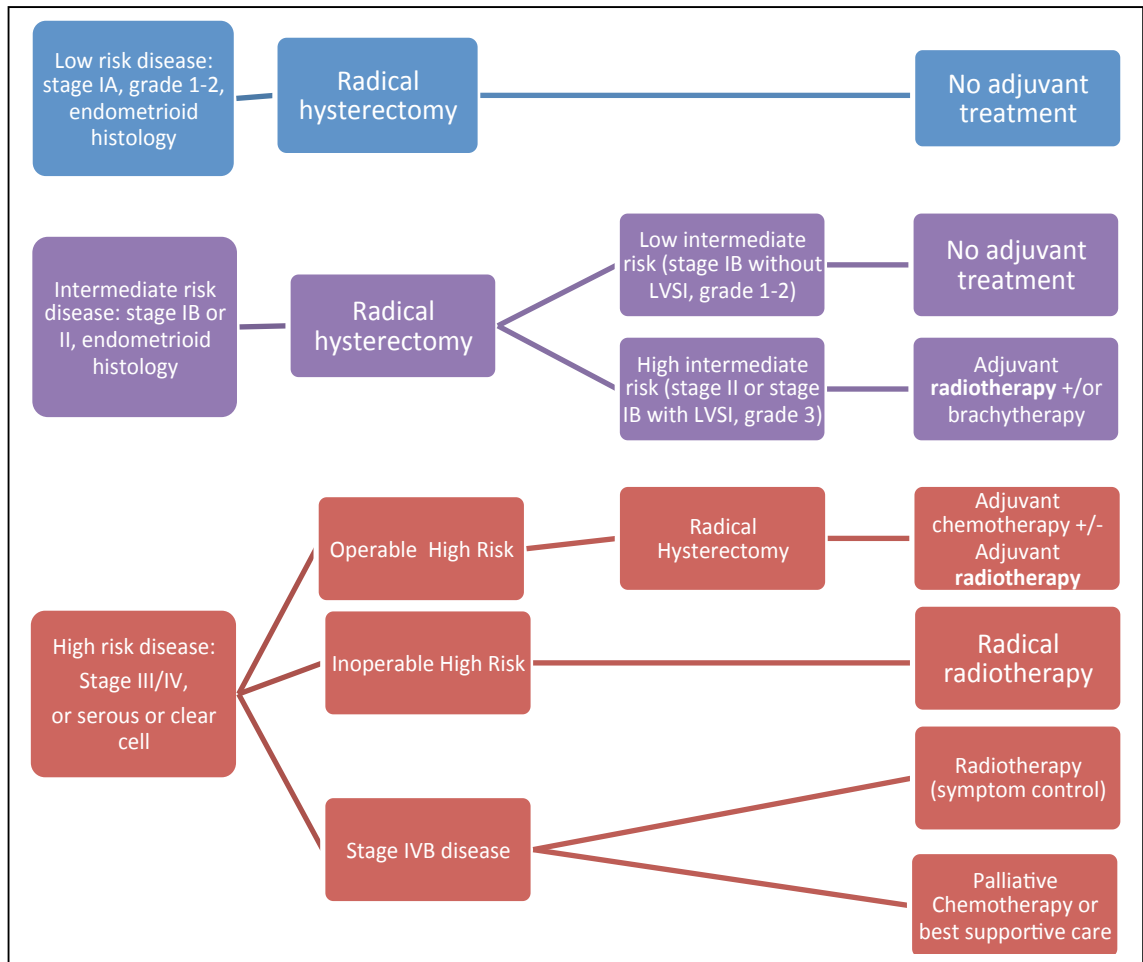 Low risk disease:
stage IA, grade 1-2,
endometrioid
histology
Radical
hysterectomy
No adjuvant
treatment
Intermediate risk
disease: stage IB or
II, endometrioid
histology
Radical
hysterectomy
Low intermediate
risk (stage IB without
LVSI, grade 1-2)
No adjuvant
treatment
High intermediate
risk (stage II or stage
IB with LVSI, grade 3)
Adjuvant
radiotherapy +/or
brachytherapy
High risk disease:
Stage III/IV,
or serous or clear
cell
Operable High Risk
Radical
Hysterectomy
Adjuvant
chemotherapy +/-
Adjuvant
radiotherapy
Inoperable High Risk
Radical
radiotherapy
Stage IVB disease
Radiotherapy
(symptom control)
Palliative
Chemotherapy or
best supportive care